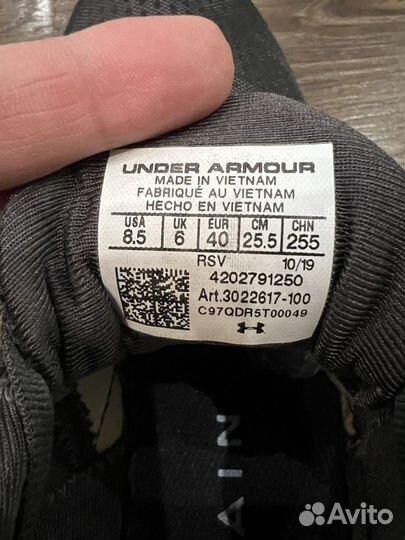 UNDER ARMOUR
MADE IN VIETNAM
FABRIQUÉ AU VIETNAM
HECHO EN VIETNAM
USA UK EUR CM CHN
8.5 6 40 25.5 255
RSV 10/19
4202791250
Art.3022617-100
C97QDR5T00049
AIN
Avito